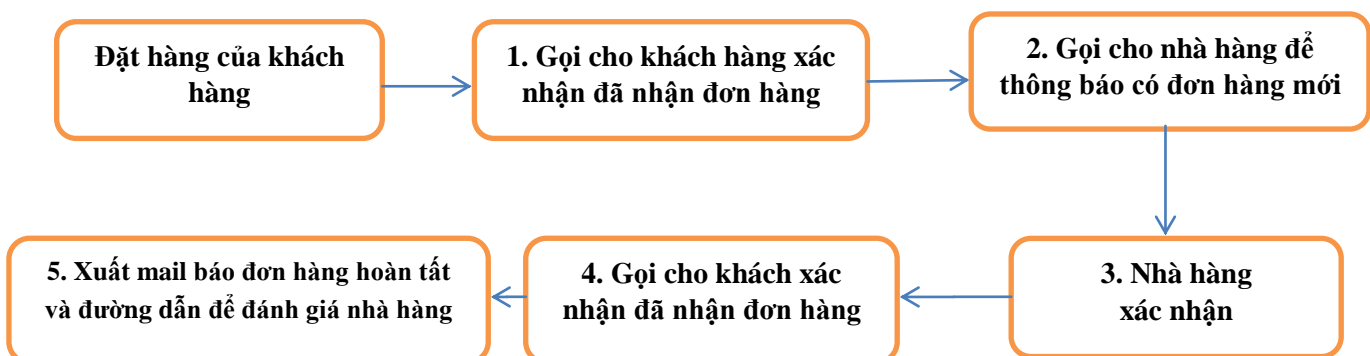 Đặt hàng của khách
hàng
1. Gọi cho khách hàng xác
nhận đã nhận đơn hàng
2. Gọi cho nhà hàng để
thông báo có đơn hàng mới
3. Nhà hàng
xác nhận
4. Gọi cho khách xác
nhận đã nhận đơn hàng
5. Xuất mail báo đơn hàng hoàn tất
và đường dẫn để đánh giá nhà hàng